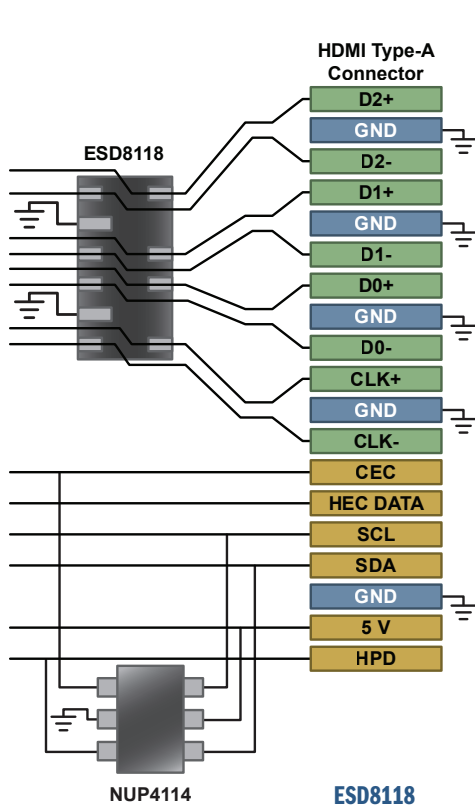 HDMI Type-A
Connector
D2+
GND
ESD8118
D2-
D1+
GND
D1-
D0+
GND
D0-
CLK+
GND
CLK-
CEC
HEC DATA
SCL
SDA
GND
5 V
HPD
NUP4114
ESD8118